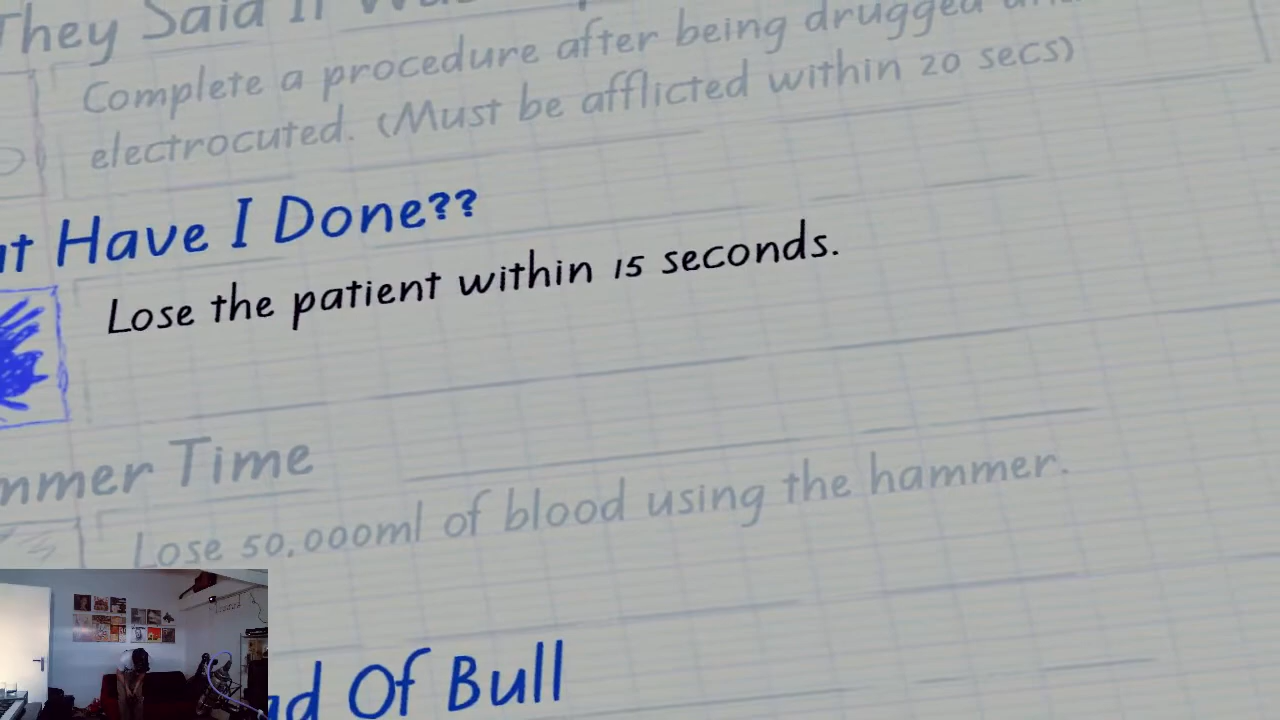 They Said It
Complete a procedure after being drugged
electrocuted. (Must be afflicted within 20 secs)
Have I Done??
Lose the patient within 15 seconds.
Time
Lose 50,000ml of blood using the hammer.
Of Bull